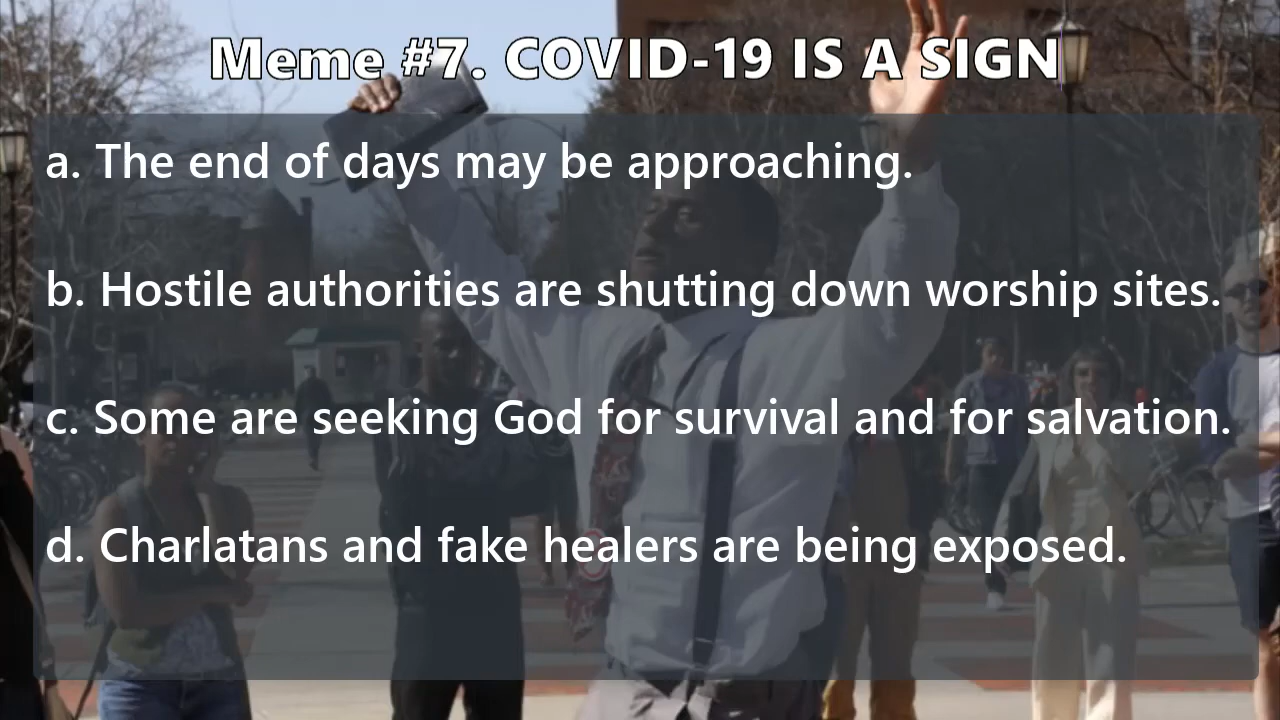 Meme #7. COVID-19 IS A SIGN
a. The end of days may be approaching.
b. Hostile authorities are shutting down worship sites.
c. Some are seeking God for survival and for salvation.
d. Charlatans and fake healers are being exposed.